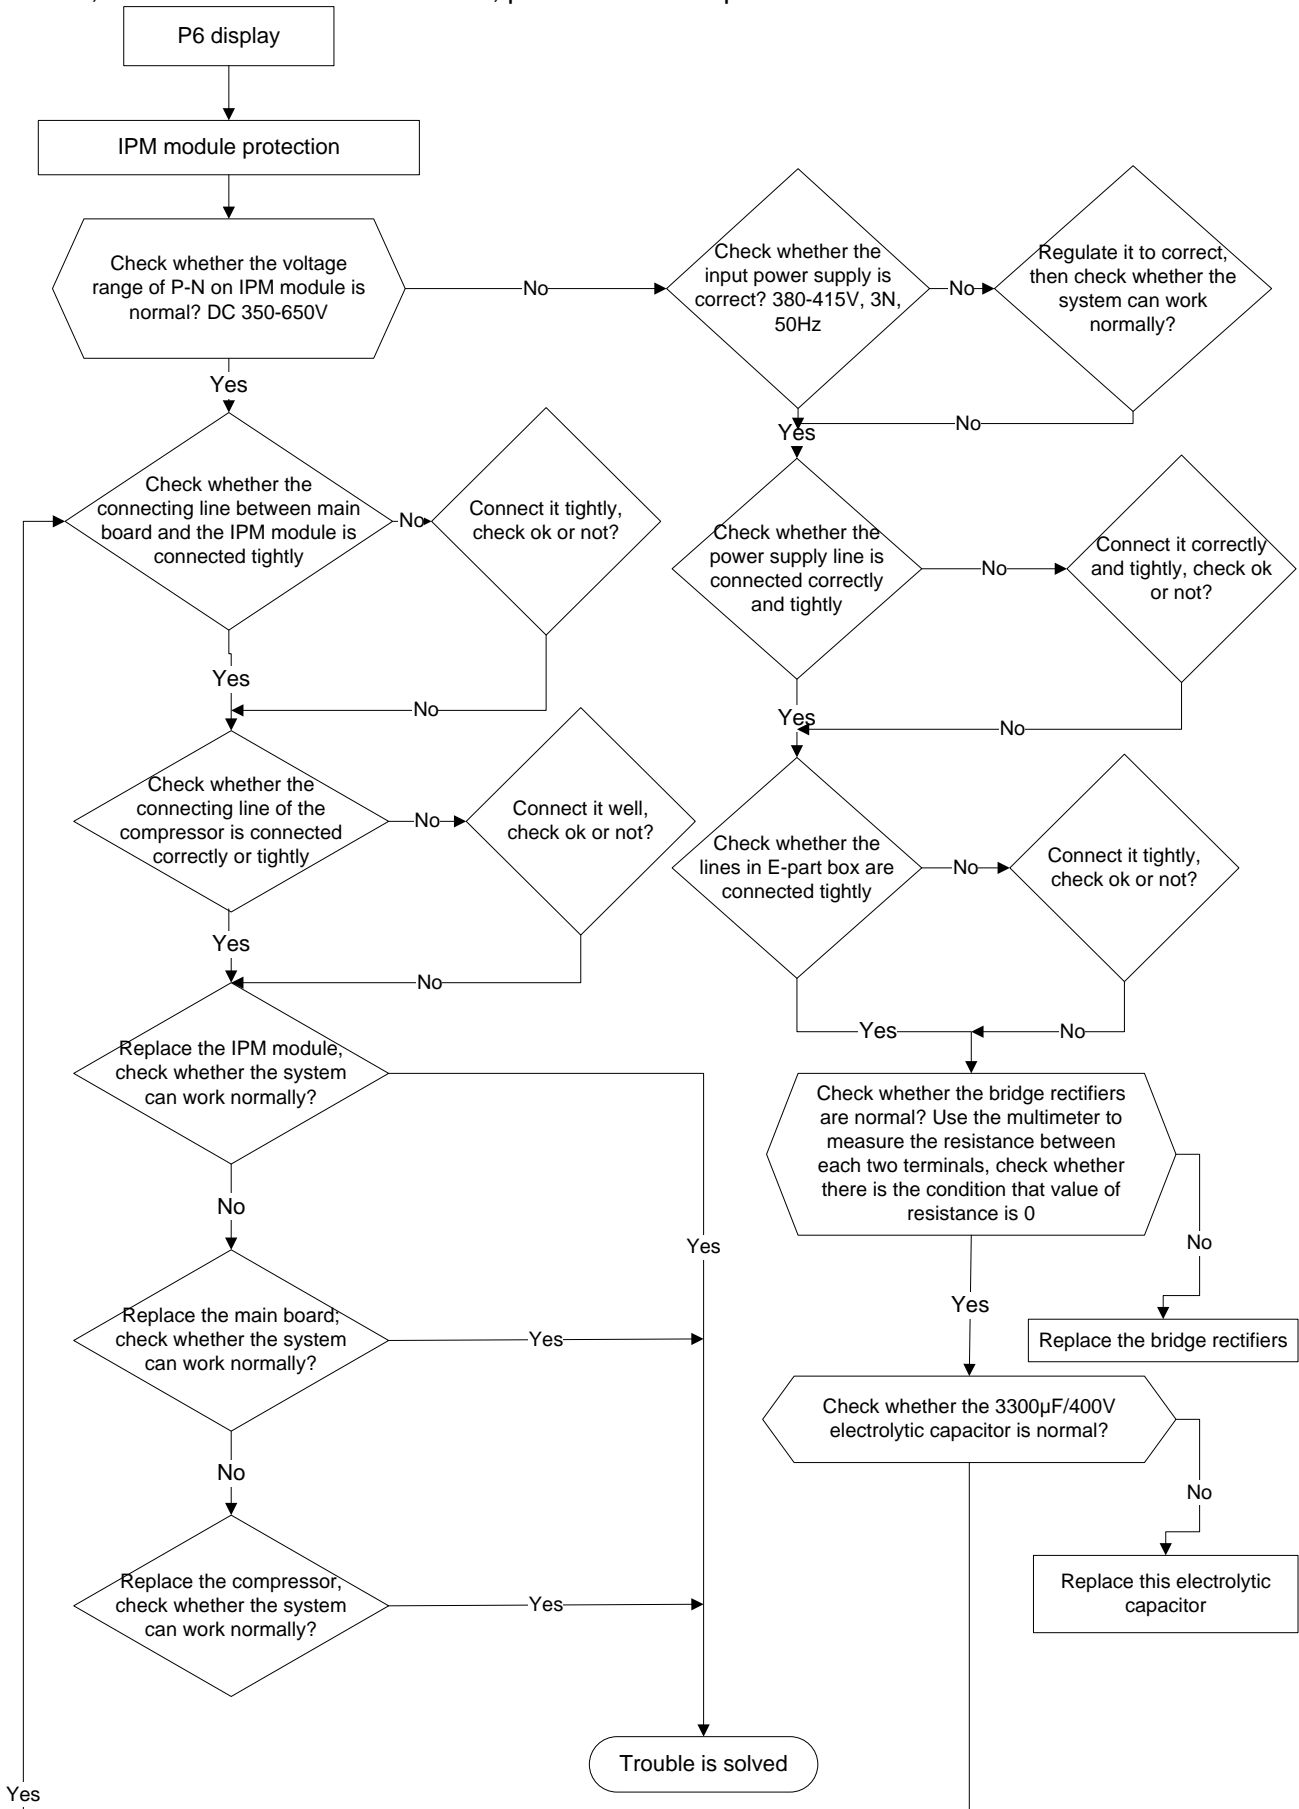 P6 display
IPM module protection
Check whether the voltage
range of P-N on IPM module is
normal? DC 350-650V
No
Check whether the
input power supply is
correct? 380-415V, 3N,
50Hz
No
Regulate it to correct,
then check whether the
system can work
normally?
Yes
No
Yes
Check whether the
connecting line between main
board and the IPM module is
connected tightly
No
Connect it tightly,
check ok or not?
Check whether the
power supply line is
connected correctly
and tightly
No
Connect it correctly
and tightly, check ok
or not?
Yes
No
Yes
No
Check whether the
connecting line of the
compressor is connected
correctly or tightly
No
Connect it well,
check ok or not?
Check whether the
lines in E-part box are
connected tightly
No
Connect it tightly,
check ok or not?
Yes
No
Yes
No
Replace the IPM module,
check whether the system
can work normally?
Check whether the bridge rectifiers
are normal? Use the multimeter to
measure the resistance between
each two terminals, check whether
there is the condition that value of
resistance is 0
No
Yes
No
Yes
Replace the main board;
check whether the system
can work normally?
Yes
Replace the bridge rectifiers
Check whether the 3300μF/400V
electrolytic capacitor is normal?
No
No
Replace the compressor,
check whether the system
can work normally?
Yes
Replace this electrolytic
capacitor
Trouble is solved
Yes